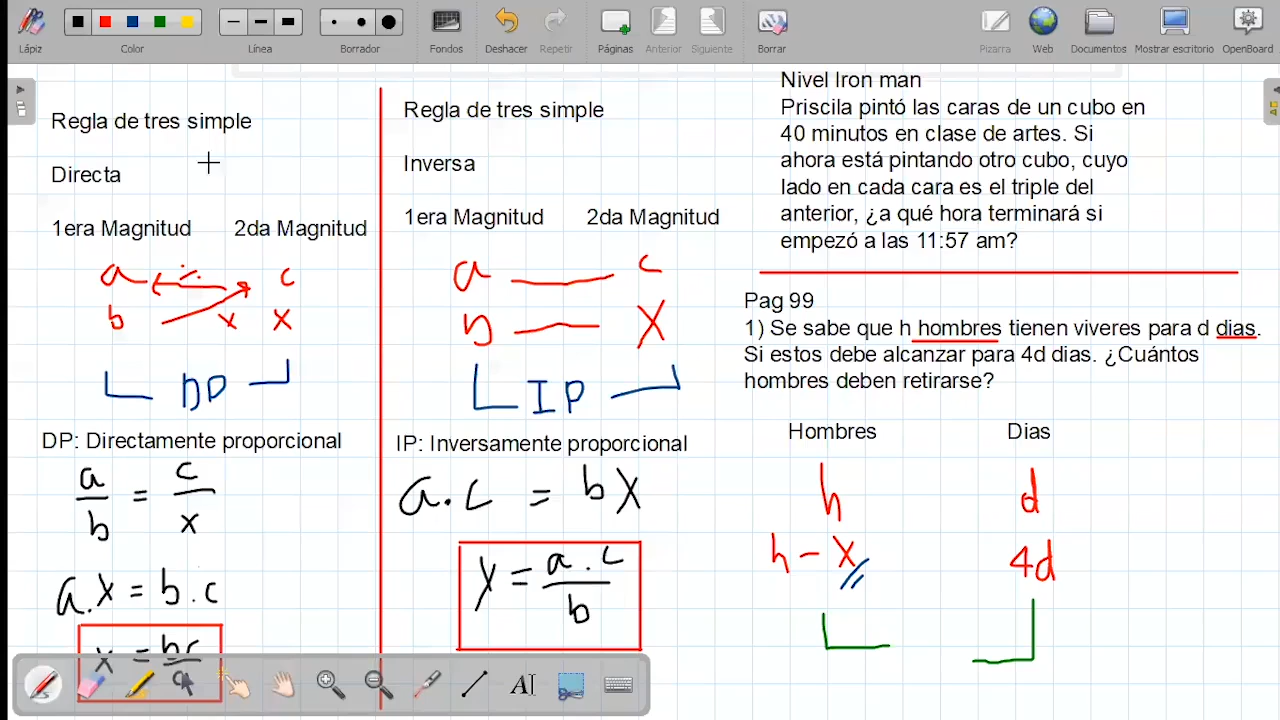 Lápiz
Color
Línea
Borrador
Fondos
Deshacer
Repetir
Páginas
Anterior
Siguiente
Borrar
Pizarra
Web
Documentos
Mostrar escritorio
OpenBoard
Regla de tres simple
Directa
1era Magnitud 2da Magnitud
a ÷ c
b x X
DP
DP: Directamente proporcional
a/b = c/x
a.x = b.c
x = bc/a
Regla de tres simple
Inversa
1era Magnitud 2da Magnitud
a c
b X
IP
IP: Inversamente proporcional
a.c = bX
X = a.c/b
Nivel Iron man
Priscila pintó las caras de un cubo en
40 minutos en clase de artes. Si
ahora está pintando otro cubo, cuyo
lado en cada cara es el triple del
anterior, ¿a qué hora terminará si
empezó a las 11:57 am?
Pag 99
1) Se sabe que h hombres tienen viveres para d dias.
Si estos debe alcanzar para 4d dias. ¿Cuántos
hombres deben retirarse?
Hombres Dias
h d
h - X 4d